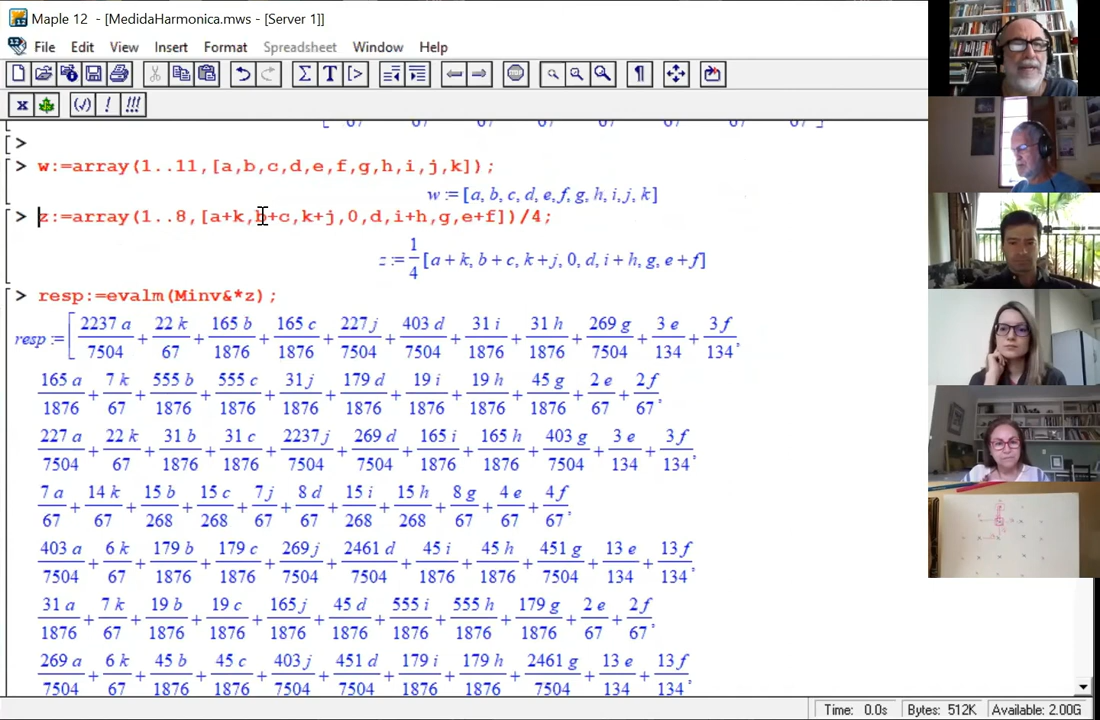 Maple 12 - [MedidaHarmonica.mws - [Server 1]]
File Edit View Insert Format Spreadsheet Window Help
[>
> w:=array(1..11,[a,b,c,d,e,f,g,h,i,j,k]);
w := [a, b, c, d, e, f, g, h, i, j, k]
> z:=array(1..8,[a+k,b+c,k+j,0,d,i+h,g,e+f])/4;
z := 1/4 [a + k, b + c, k + j, 0, d, i + h, g, e + f]
> resp:=evalm(Minv&*z);
resp := [ 2237 a/7504 + 22 k/67 + 165 b/1876 + 165 c/1876 + 227 j/7504 + 403 d/7504 + 31 i/1876 + 31 h/1876 + 269 g/7504 + 3 e/134 + 3 f/134,
165 a/1876 + 7 k/67 + 555 b/1876 + 555 c/1876 + 31 j/1876 + 179 d/1876 + 19 i/1876 + 19 h/1876 + 45 g/1876 + 2 e/67 + 2 f/67,
227 a/7504 + 22 k/67 + 31 b/1876 + 31 c/1876 + 2237 j/7504 + 269 d/7504 + 165 i/1876 + 165 h/1876 + 403 g/7504 + 3 e/134 + 3 f/134,
7 a/67 + 14 k/67 + 15 b/268 + 15 c/268 + 7 j/67 + 8 d/67 + 15 i/268 + 15 h/268 + 8 g/67 + 4 e/67 + 4 f/67,
403 a/7504 + 6 k/67 + 179 b/1876 + 179 c/1876 + 269 j/7504 + 2461 d/7504 + 45 i/1876 + 45 h/1876 + 451 g/7504 + 13 e/134 + 13 f/134,
31 a/1876 + 7 k/67 + 19 b/1876 + 19 c/1876 + 165 j/1876 + 45 d/1876 + 555 i/1876 + 555 h/1876 + 179 g/1876 + 2 e/67 + 2 f/67,
269 a/7504 + 6 k/67 + 45 b/1876 + 45 c/1876 + 403 j/7504 + 451 d/7504 + 179 i/1876 + 179 h/1876 + 2461 g/7504 + 13 e/134 + 13 f/134,
Time: 0.0s Bytes: 512K Available: 2.00G